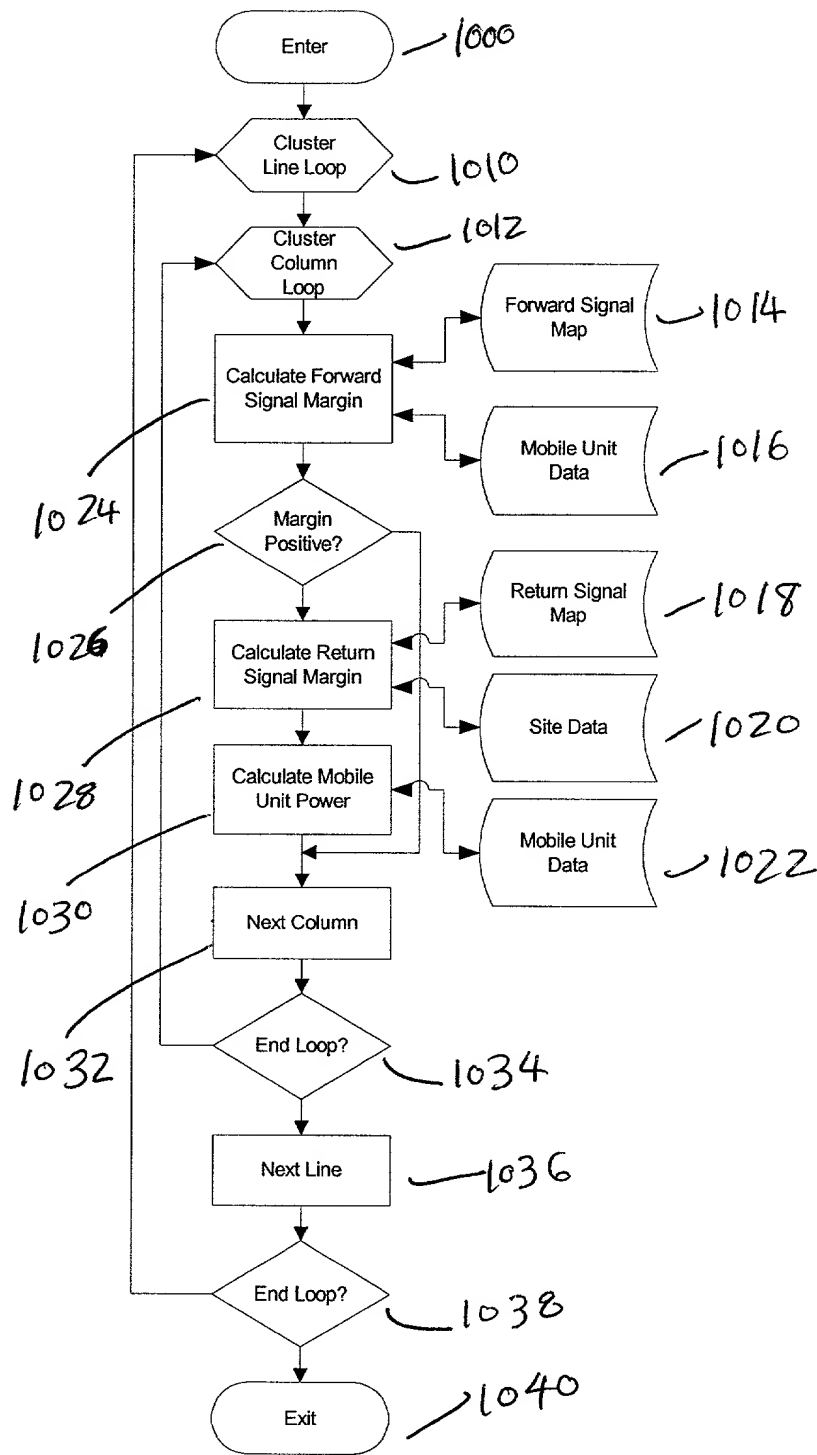 Enter
1000
Cluster
Line Loop
1010
Cluster
Column
Loop
1012
Forward Signal
Map
1014
Calculate Forward
Signal Margin
1024
Mobile Unit
Data
1016
Margin
Positive?
1026
Return Signal
Map
1018
Calculate Return
Signal Margin
1028
Site Data
1020
Calculate Mobile
Unit Power
1030
Mobile Unit
Data
1022
Next Column
1032
End Loop?
1034
Next Line
1036
End Loop?
1038
Exit
1040